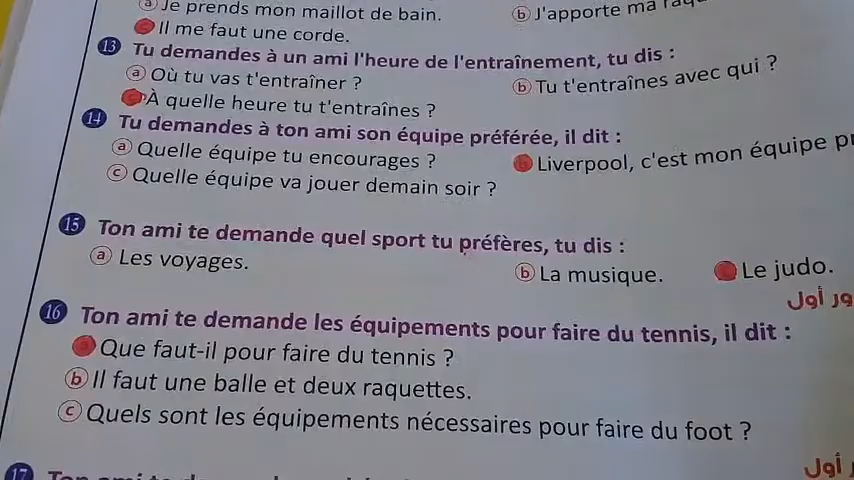 a Je prends mon maillot de bain. b J'apporte ma
Il me faut une corde.
13 Tu demandes à un ami l'heure de l'entraînement, tu dis :
a Où tu vas t'entraîner ? b Tu t'entraînes avec qui ?
À quelle heure tu t'entraînes ?
14 Tu demandes à ton ami son équipe préférée, il dit :
a Quelle équipe tu encourages ? b Liverpool, c'est mon équipe
c Quelle équipe va jouer demain soir ?
15 Ton ami te demande quel sport tu préfères, tu dis :
a Les voyages. b La musique. Le judo.
ور أول
16 Ton ami te demande les équipements pour faire du tennis, il dit :
a Que faut-il pour faire du tennis ?
b Il faut une balle et deux raquettes.
c Quels sont les équipements nécessaires pour faire du foot ?
أول
17 Ton ami